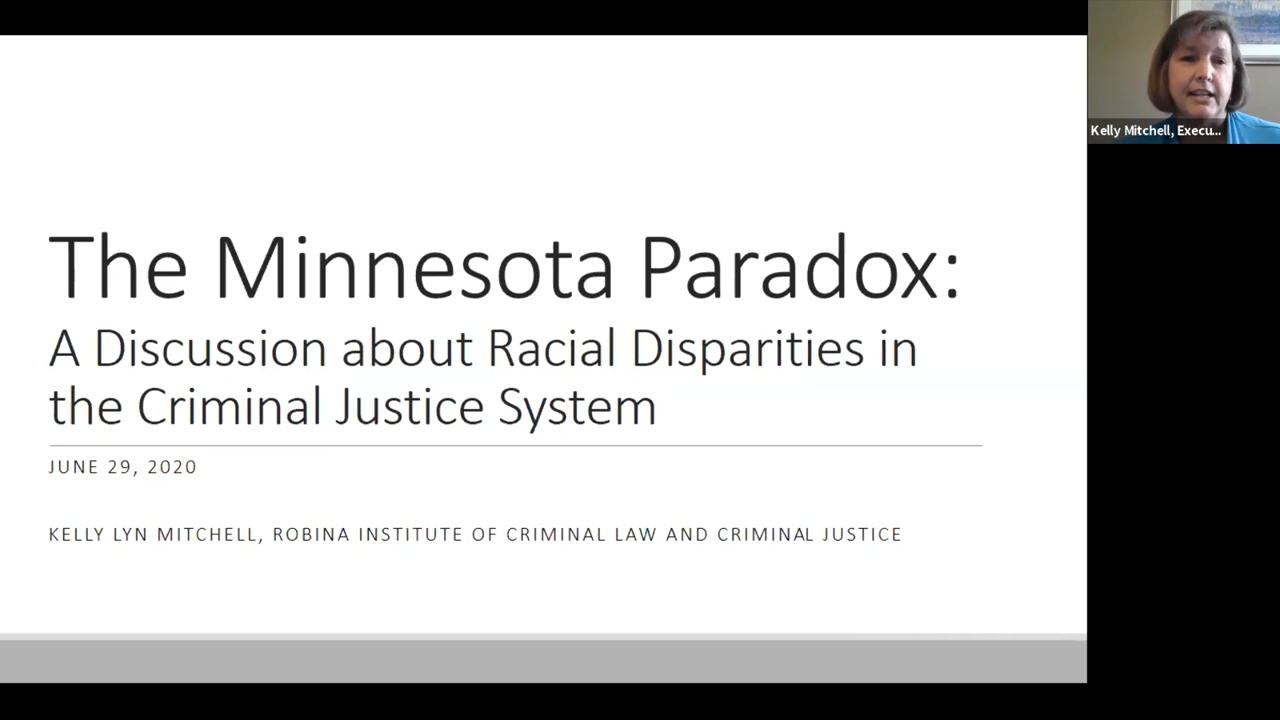 The Minnesota Paradox:
A Discussion about Racial Disparities in
the Criminal Justice System
JUNE 29, 2020
KELLY LYN MITCHELL, ROBINA INSTITUTE OF CRIMINAL LAW AND CRIMINAL JUSTICE
Kelly Mitchell, Execu...